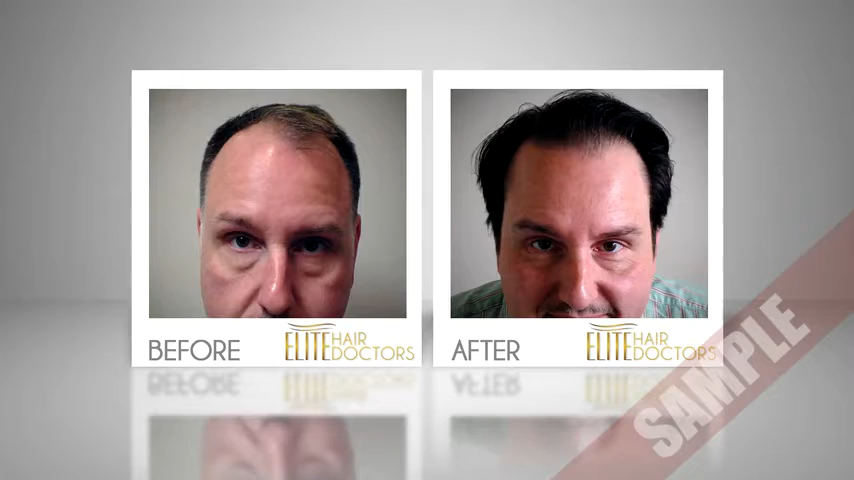 BEFORE
ELITE HAIR DOCTORS
AFTER
ELITE HAIR DOCTORS
SAMPLE